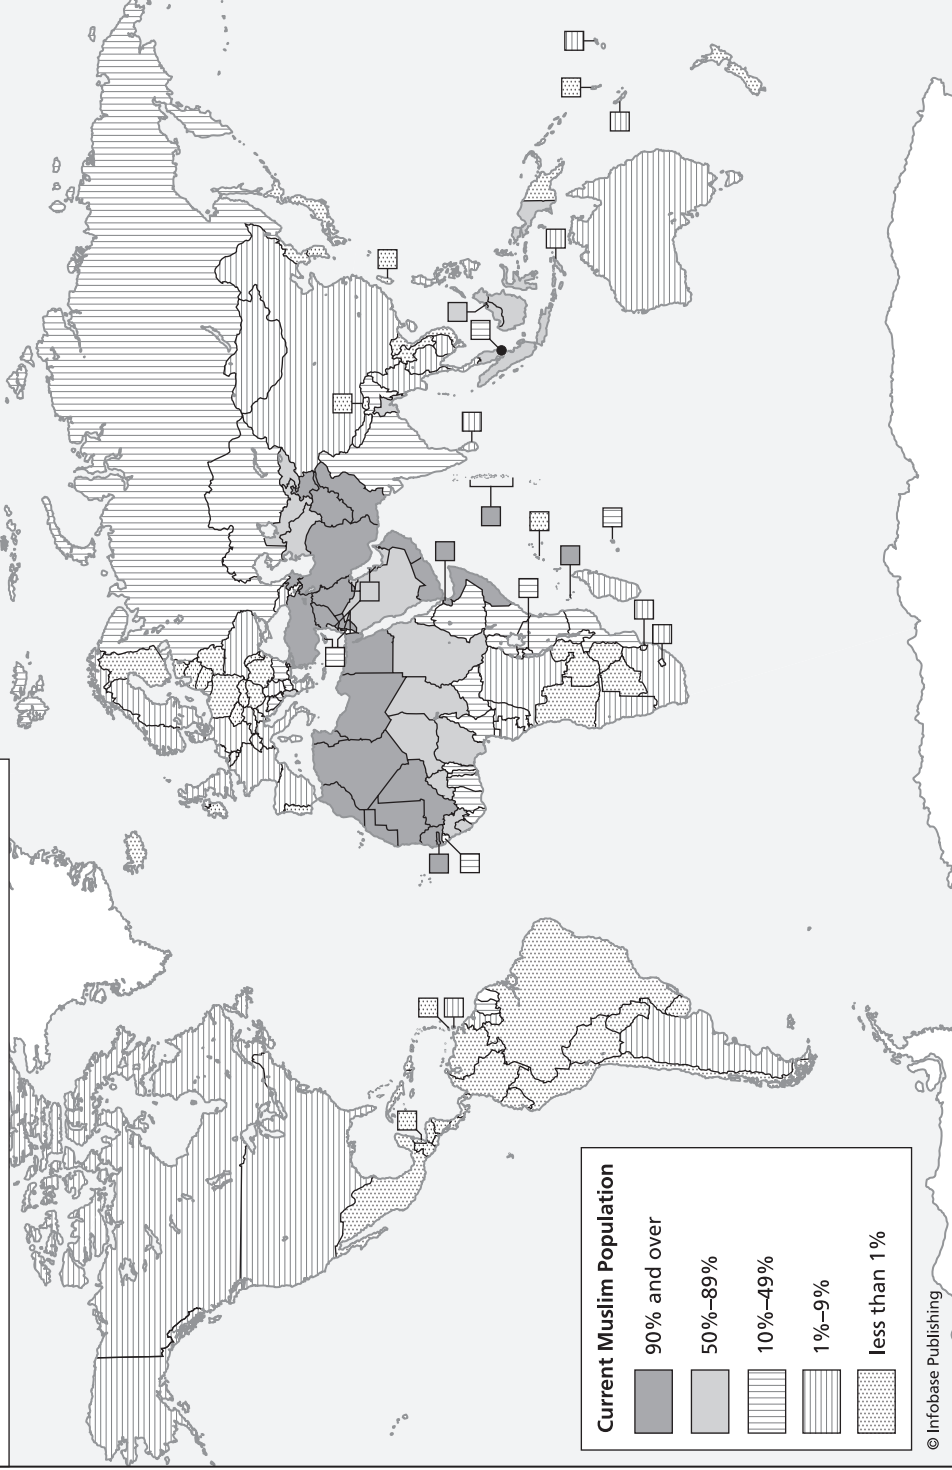 Current Muslim Population
90% and over
50%–89%
10%–49%
1%–9%
less than 1%
© Infobase Publishing